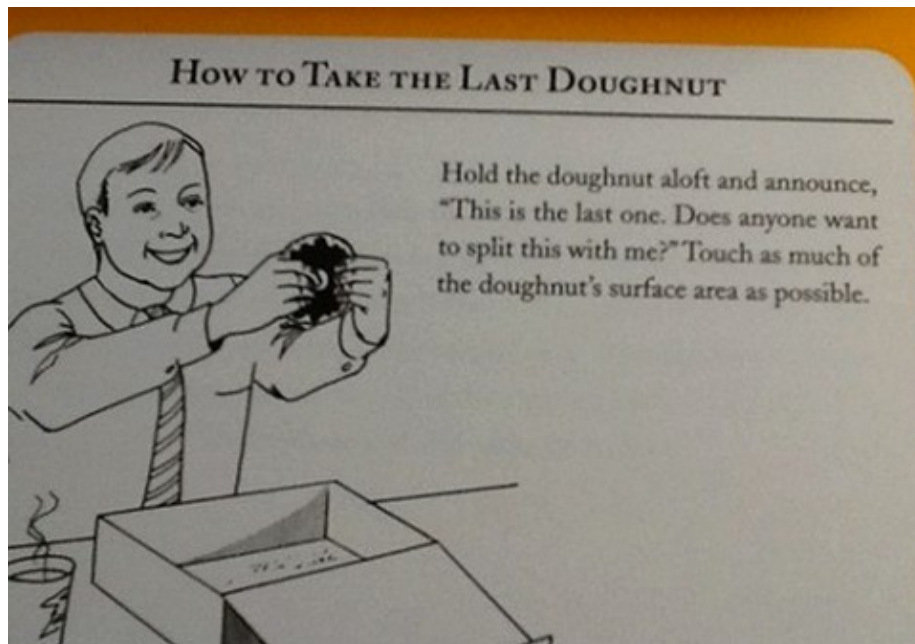 HOW TO TAKE THE LAST DOUGHNUT
Hold the doughnut aloft and announce,
“This is the last one. Does anyone want
to split this with me?” Touch as much of
the doughnut’s surface area as possible.